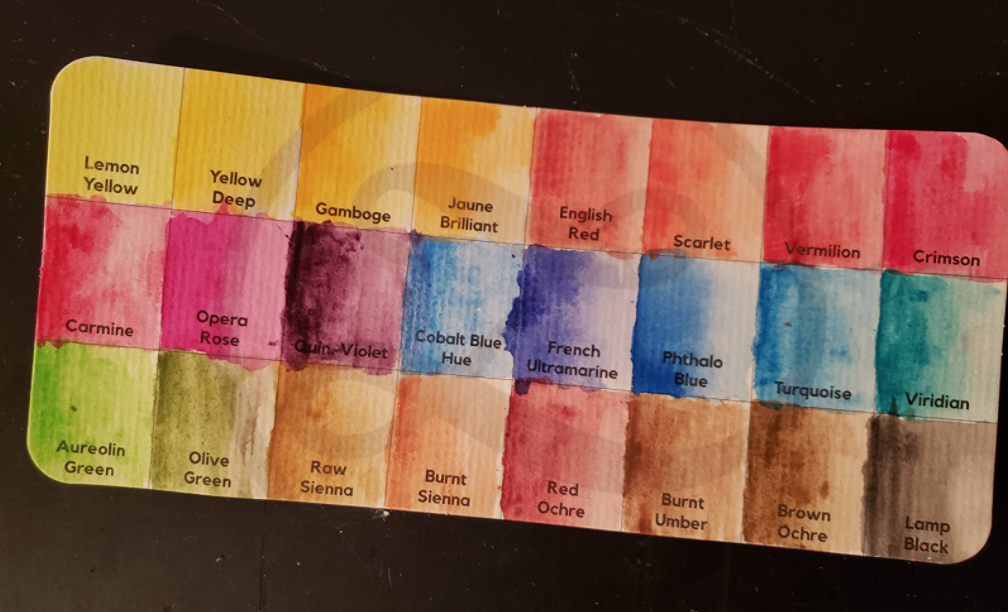 Lemon
Yellow
Yellow
Deep
Gamboge
Jaune
Brilliant
English
Red
Scarlet
Vermilion
Crimson
Carmine
Opera
Rose
Quin. Violet
Cobalt Blue
Hue
French
Ultramarine
Phthalo
Blue
Turquoise
Viridian
Aureolin
Green
Olive
Green
Raw
Sienna
Burnt
Sienna
Red
Ochre
Burnt
Umber
Brown
Ochre
Lamp
Black